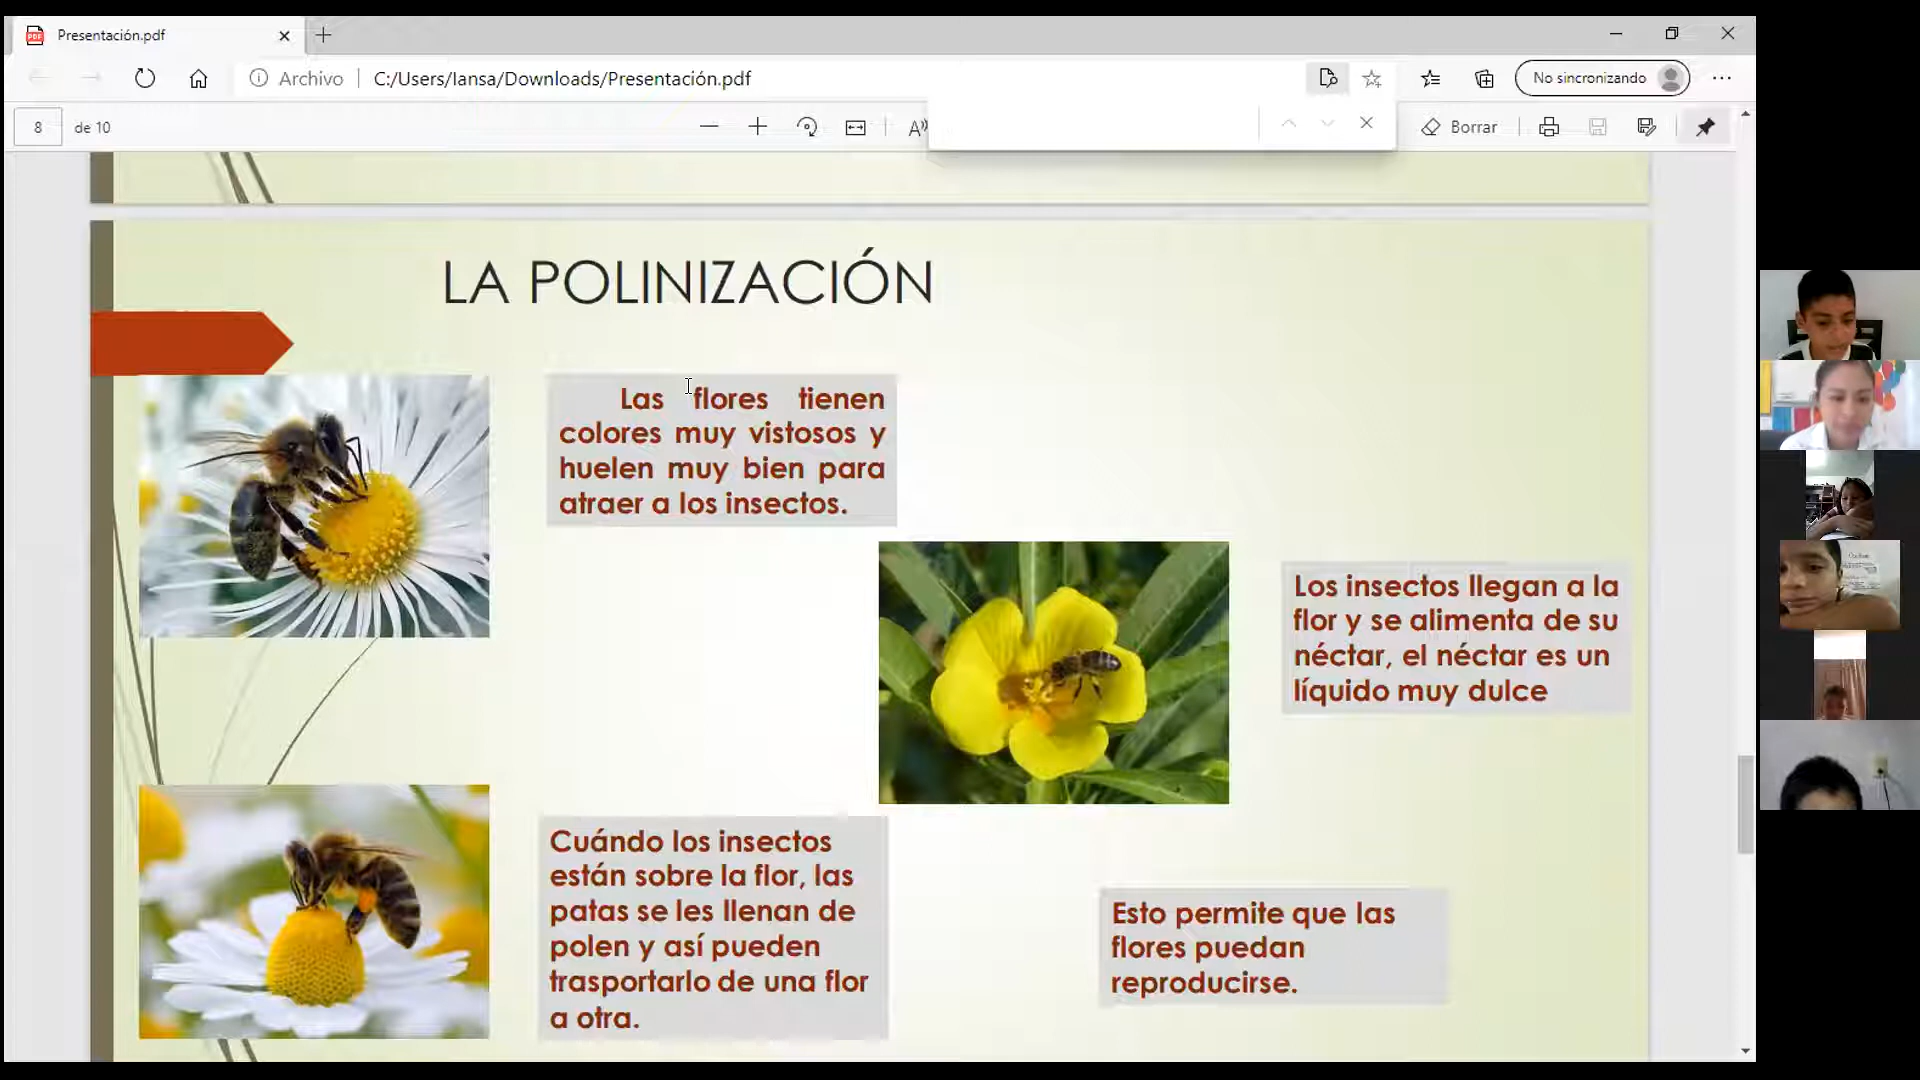 Presentación.pdf
Archivo
C:/Users/Iansa/Downloads/Presentación.pdf
No sincronizando
8 de 10
Borrar
LA POLINIZACIÓN
Las flores tienen
colores muy vistosos y
huelen muy bien para
atraer a los insectos.
Los insectos llegan a la
flor y se alimenta de su
néctar, el néctar es un
líquido muy dulce
Cuándo los insectos
están sobre la flor, las
patas se les llenan de
polen y así pueden
trasportarlo de una flor
a otra.
Esto permite que las
flores puedan
reproducirse.